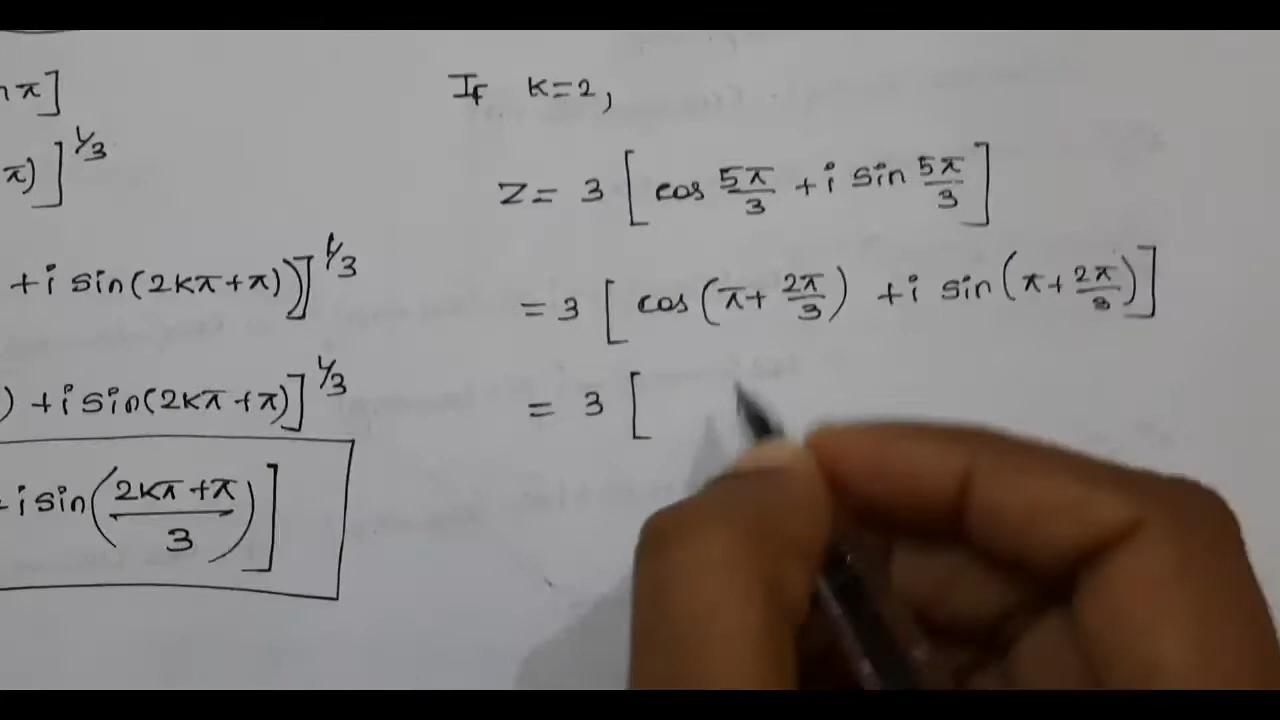 n π]
π)]^1/3
+i sin(2kπ+π))]^1/3
) +i sin(2kπ+π)]^1/3
i sin(2kπ+π/3)]
If k=2,
z= 3 [cos 5π/3 +i sin 5π/3]
=3 [cos(π+ 2π/3) +i sin(π+2π/3)]
= 3 [